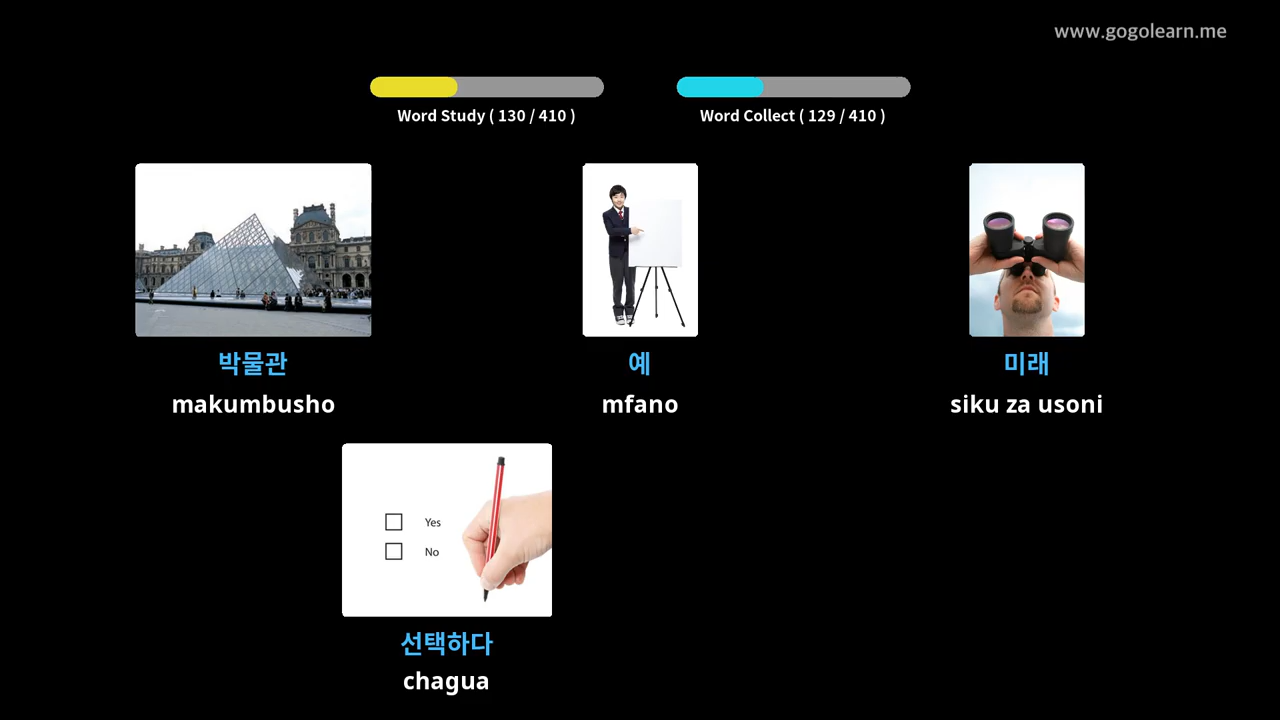 www.gogolearn.me
Word Study ( 130 / 410 )
Word Collect ( 129 / 410 )
박물관
makumbusho
예
mfano
미래
siku za usoni
Yes
No
선택하다
chagua